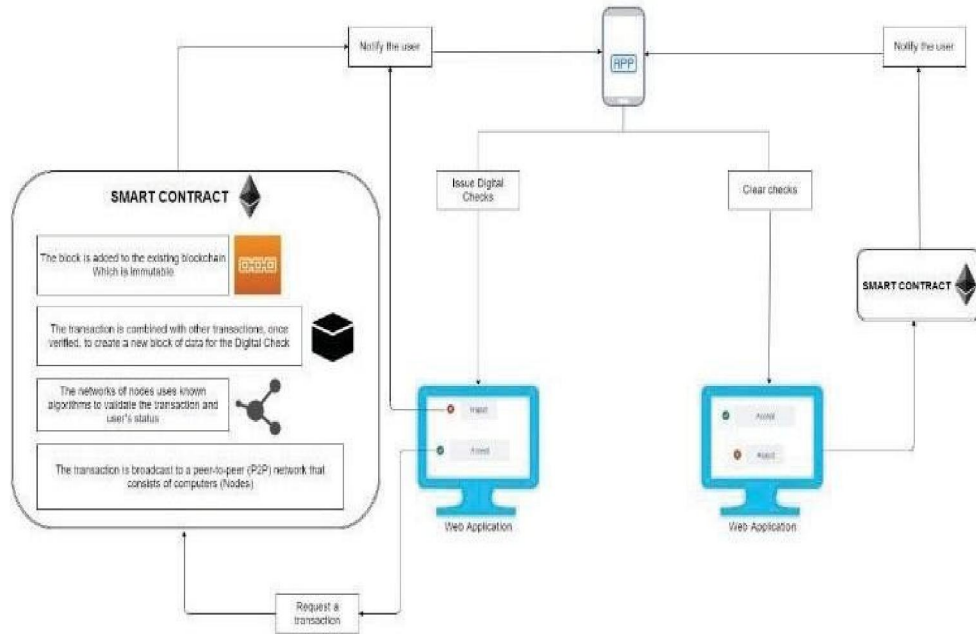 Notify the user
APP
Notify the user
Issue Digital
Checks
Clear checks
SMART CONTRACT
The block is added to the existing blockchain
Which is immutable
The transaction is combined with other transactions, once
verified, to create a new block of data for the Digital Check
The networks of nodes uses known
algorithms to validate the transaction and
user's status
The transaction is broadcast to a peer-to-peer (P2P) network that
consists of computers (Nodes)
SMART CONTRACT
Reject
Accept
Web Application
Accept
Reject
Web Application
Request a
transaction